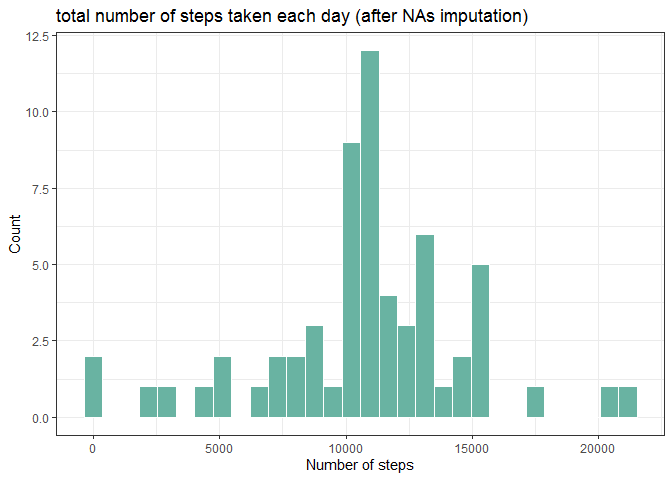 total number of steps taken each day (after NAs imputation)
12.5
10.0
7.5
5.0
2.5
0.0
Count
0 5000 10000 15000 20000
Number of steps